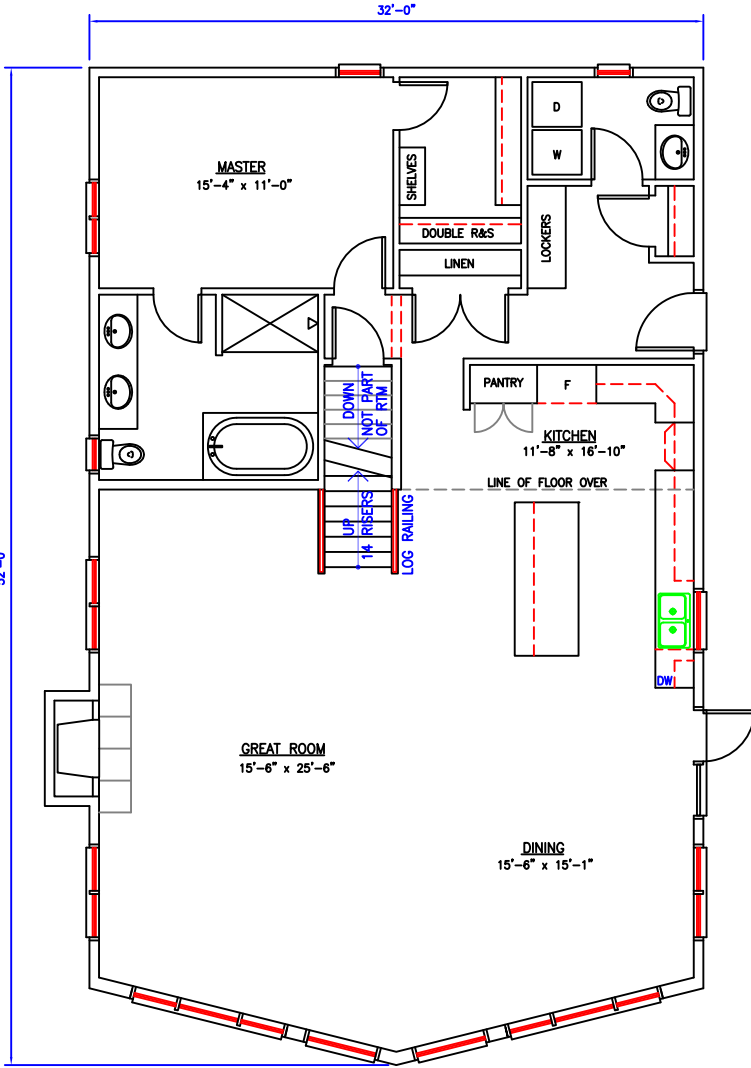 32'-0"
MASTER
15'-4" x 11'-0"
SHELVES
DOUBLE R&S
LINEN
D
W
LOCKERS
PANTRY
F
KITCHEN
11'-8" x 16'-10"
LINE OF FLOOR OVER
DOWN
NOT PART
OF RTM
UP
14 RISERS
LOG RAILING
DW
GREAT ROOM
15'-6" x 25'-6"
DINING
15'-6" x 15'-1"